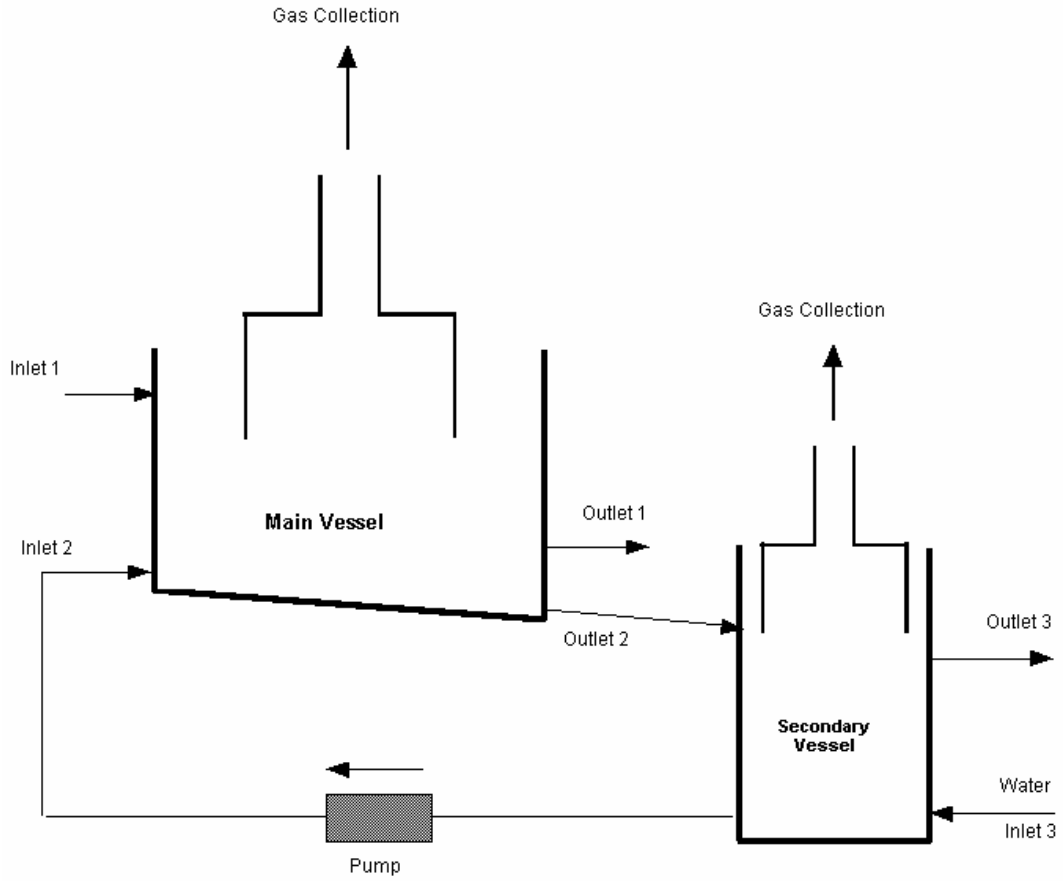 Gas Collection
Gas Collection
Inlet 1
Main Vessel
Outlet 1
Inlet 2
Outlet 2
Outlet 3
Secondary
Vessel
Water
Inlet 3
Pump